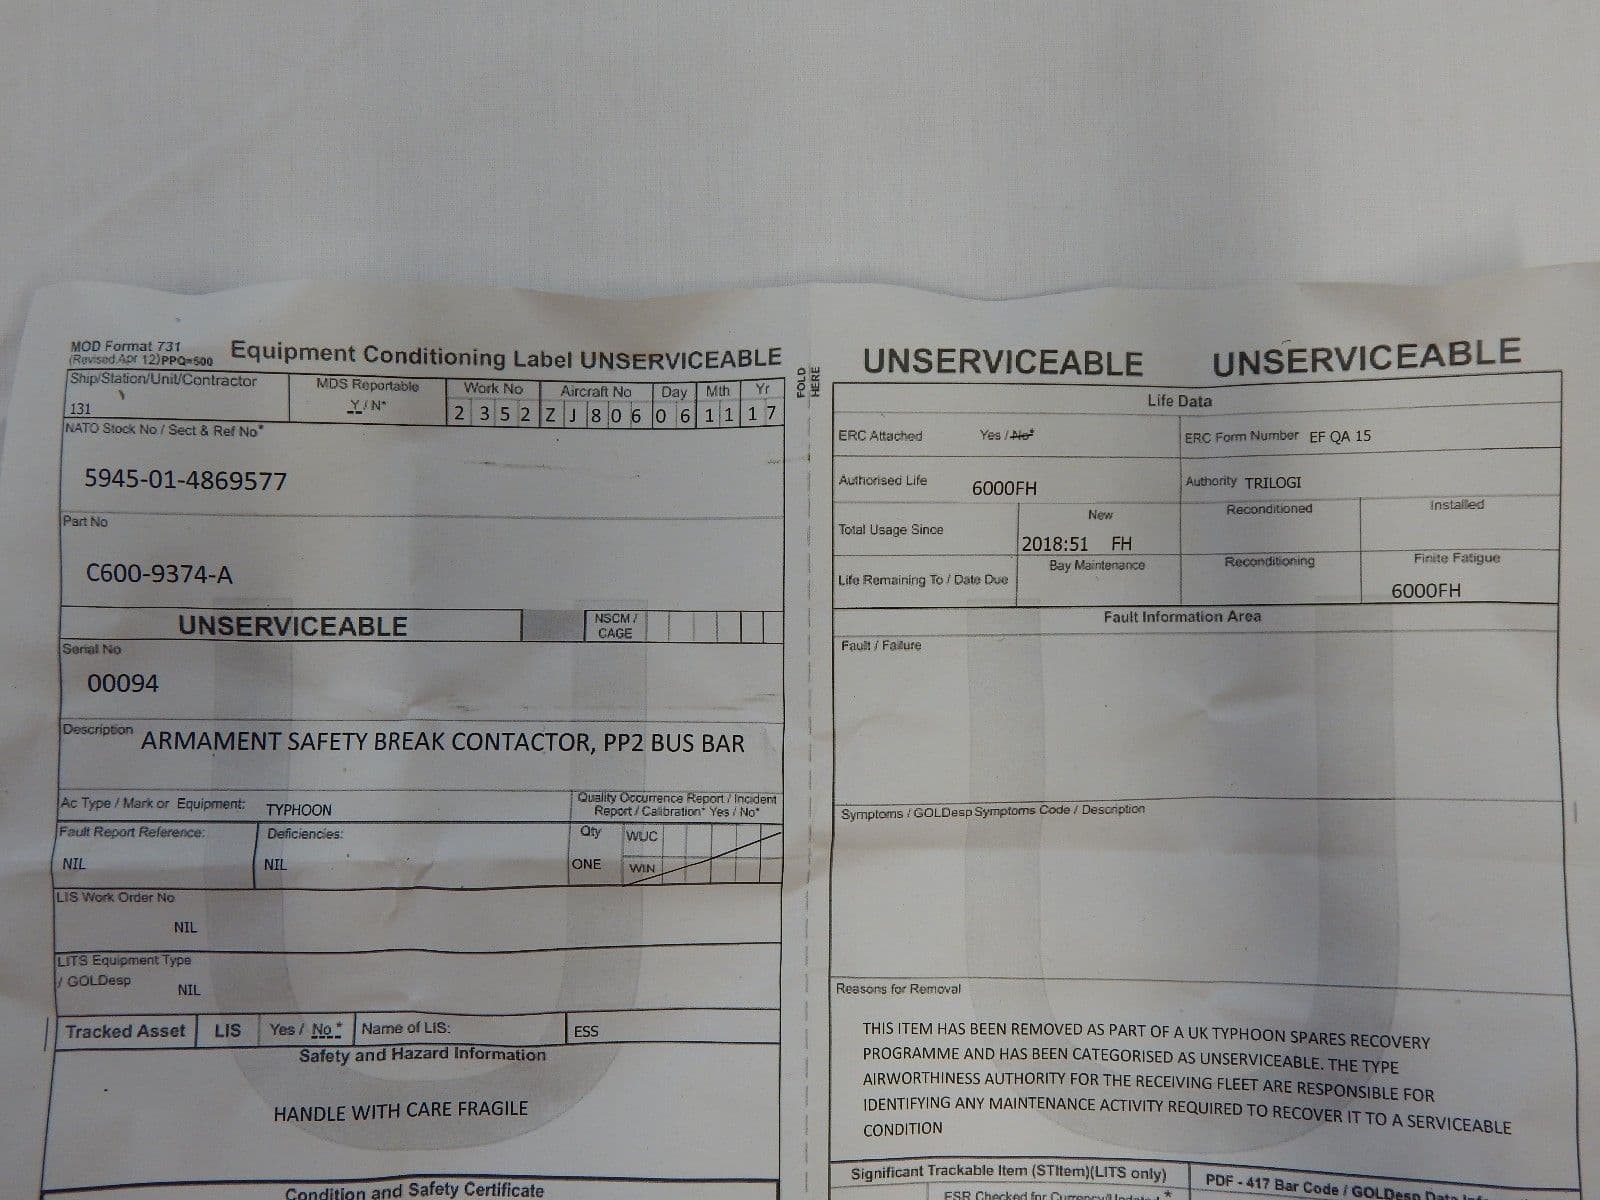 MOD Format 731
(Revised Apr 12)PPQ=500
Equipment Conditioning Label UNSERVICEABLE
Ship/Station/Unit/Contractor
131
MDS Reportable
Y / N*
Work No
2 3 5 2
Aircraft No
Z J 8 0 6
Day
0 6
Mth
1 1
Yr
1 7
NATO Stock No / Sect & Ref No*
5945-01-4869577
Part No
C600-9374-A
UNSERVICEABLE
NSCM /
CAGE
Serial No
00094
Description
ARMAMENT SAFETY BREAK CONTACTOR, PP2 BUS BAR
Ac Type / Mark or Equipment:
TYPHOON
Quality Occurrence Report / Incident
Report / Calibration* Yes / No*
Fault Report Reference:
NIL
Deficiencies:
NIL
Qty
ONE
WUC
WIN
LIS Work Order No
NIL
LITS Equipment Type
/ GOLDesp
NIL
Tracked Asset
LIS
Yes / No*
Name of LIS:
ESS
Safety and Hazard Information
HANDLE WITH CARE FRAGILE
Condition and Safety Certificate
FOLD
HERE
UNSERVICEABLE UNSERVICEABLE
Life Data
ERC Attached
Yes / No*
ERC Form Number EF QA 15
Authorised Life
6000FH
Authority TRILOGI
Total Usage Since
New
2018:51 FH
Reconditioned
Installed
Life Remaining To / Date Due
Bay Maintenance
Reconditioning
Finite Fatigue
6000FH
Fault Information Area
Fault / Failure
Symptoms / GOLDesp Symptoms Code / Description
Reasons for Removal
THIS ITEM HAS BEEN REMOVED AS PART OF A UK TYPHOON SPARES RECOVERY
PROGRAMME AND HAS BEEN CATEGORISED AS UNSERVICEABLE. THE TYPE
AIRWORTHINESS AUTHORITY FOR THE RECEIVING FLEET ARE RESPONSIBLE FOR
IDENTIFYING ANY MAINTENANCE ACTIVITY REQUIRED TO RECOVER IT TO A SERVICEABLE
CONDITION
Significant Trackable Item (STItem)(LITS only)
PDF - 417 Bar Code / GOLDesp Data
ESR Checked for